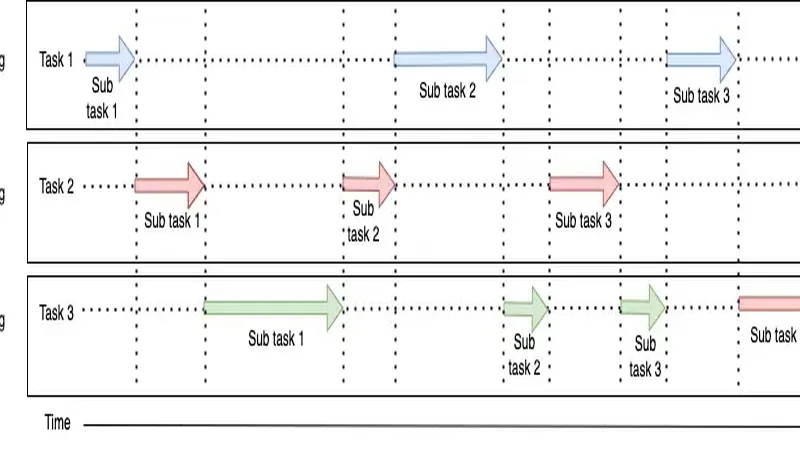 g
Task 1
Sub
task 1
Sub task 2
Sub task 3
g
Task 2
Sub task 1
Sub
task 2
Sub task 3
g
Task 3
Sub task 1
Sub
task 2
Sub
task 3
Sub task
Time